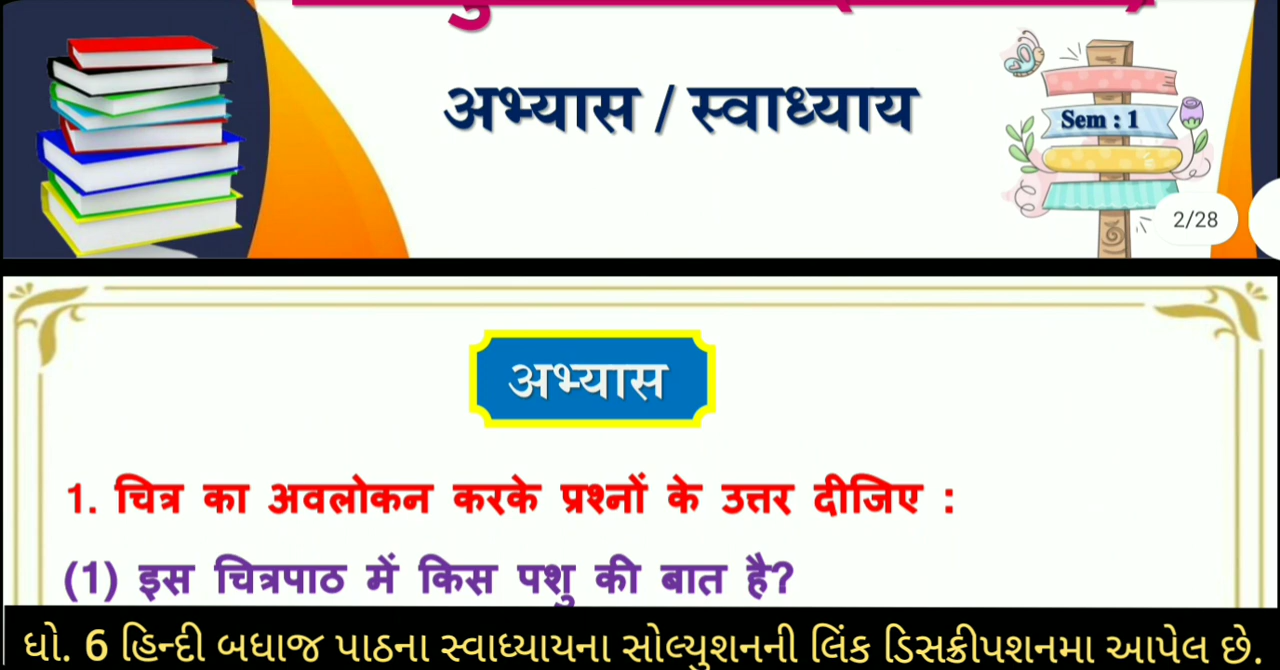 अभ्यास / स्वाध्याय
Sem : 1
2/28
अभ्यास
1. चित्र का अवलोकन करके प्रश्नों के उत्तर दीजिए :
(1) इस चित्रपाठ में किस पशु की बात है?
ધો. 6 હિન્દી બધાજ પાઠના સ્વાધ્યાયના સોલ્યુશનની લિંક ડિસક્રીપશનમા આપેલ છે.